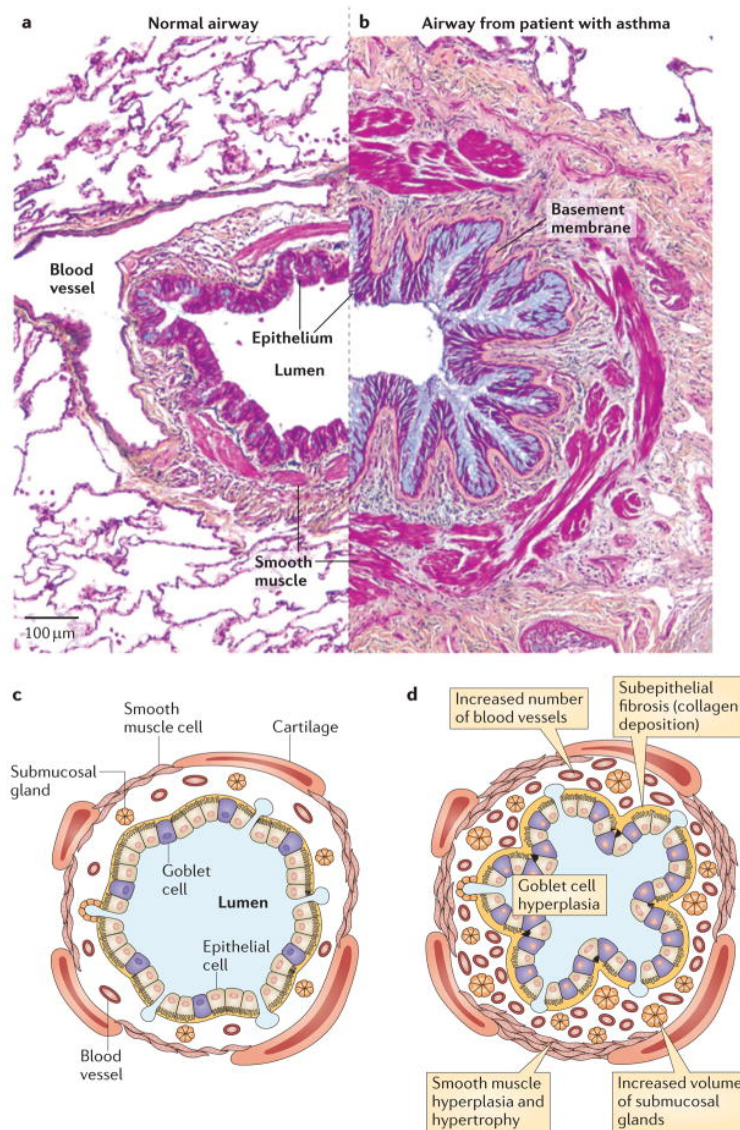 a
Normal airway
b
Airway from patient with asthma
Basement
membrane
Blood
vessel
Epithelium
Lumen
Smooth
muscle
100 μm
c
Smooth
muscle cell
Cartilage
Submucosal
gland
Goblet
cell
Lumen
Epithelial
cell
Blood
vessel
d
Increased number
of blood vessels
Subepithelial
fibrosis (collagen
deposition)
Goblet cell
hyperplasia
Smooth muscle
hyperplasia and
hypertrophy
Increased volume
of submucosal
glands